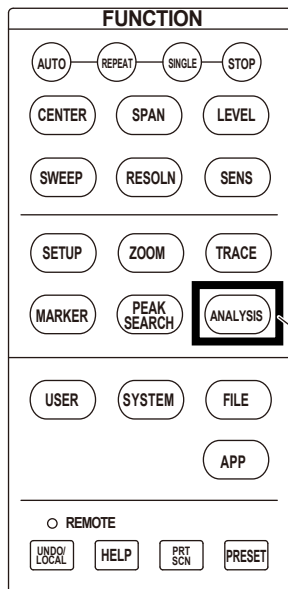 FUNCTION
AUTO REPEAT SINGLE STOP
CENTER SPAN LEVEL
SWEEP RESOLN SENS
SETUP ZOOM TRACE
MARKER PEAK SEARCH ANALYSIS
USER SYSTEM FILE
APP
REMOTE
UNDO/LOCAL HELP PRT SCN PRESET